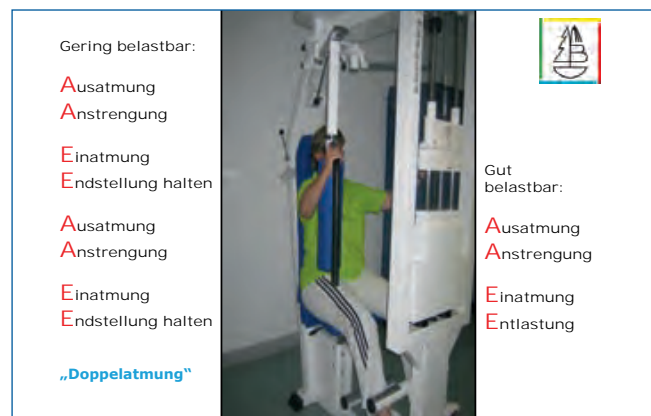 Gering belastbar:
Ausatmung
Anstrengung
Einatmung
Endstellung halten
Ausatmung
Anstrengung
Einatmung
Endstellung halten
„Doppelatmung“
Gut
belastbar:
Ausatmung
Anstrengung
Einatmung
Entlastung